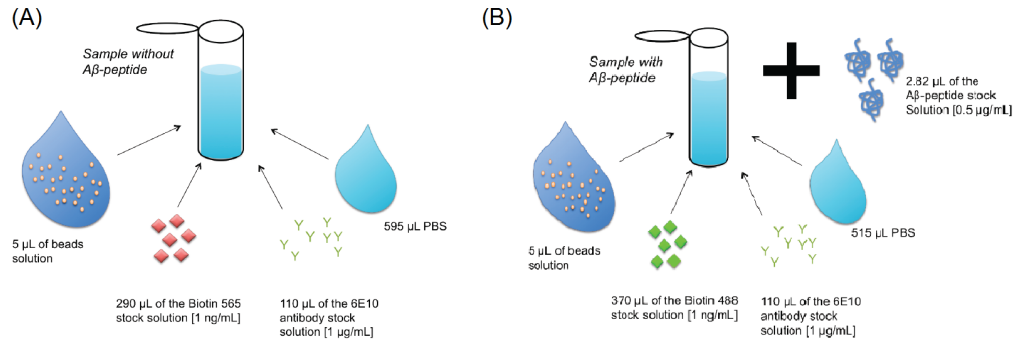 (A)
Sample without
Aβ-peptide
5 µL of beads
solution
290 µL of the Biotin 565
stock solution [1 ng/mL]
110 µL of the 6E10
antibody stock
solution [1 µg/mL]
595 µL PBS
(B)
Sample with
Aβ-peptide
2.82 µL of the
Aβ-peptide stock
Solution [0.5 µg/mL]
5 µL of beads
solution
370 µL of the Biotin 488
stock solution [1 ng/mL]
110 µL of the 6E10
antibody stock
solution [1 µg/mL]
515 µL PBS